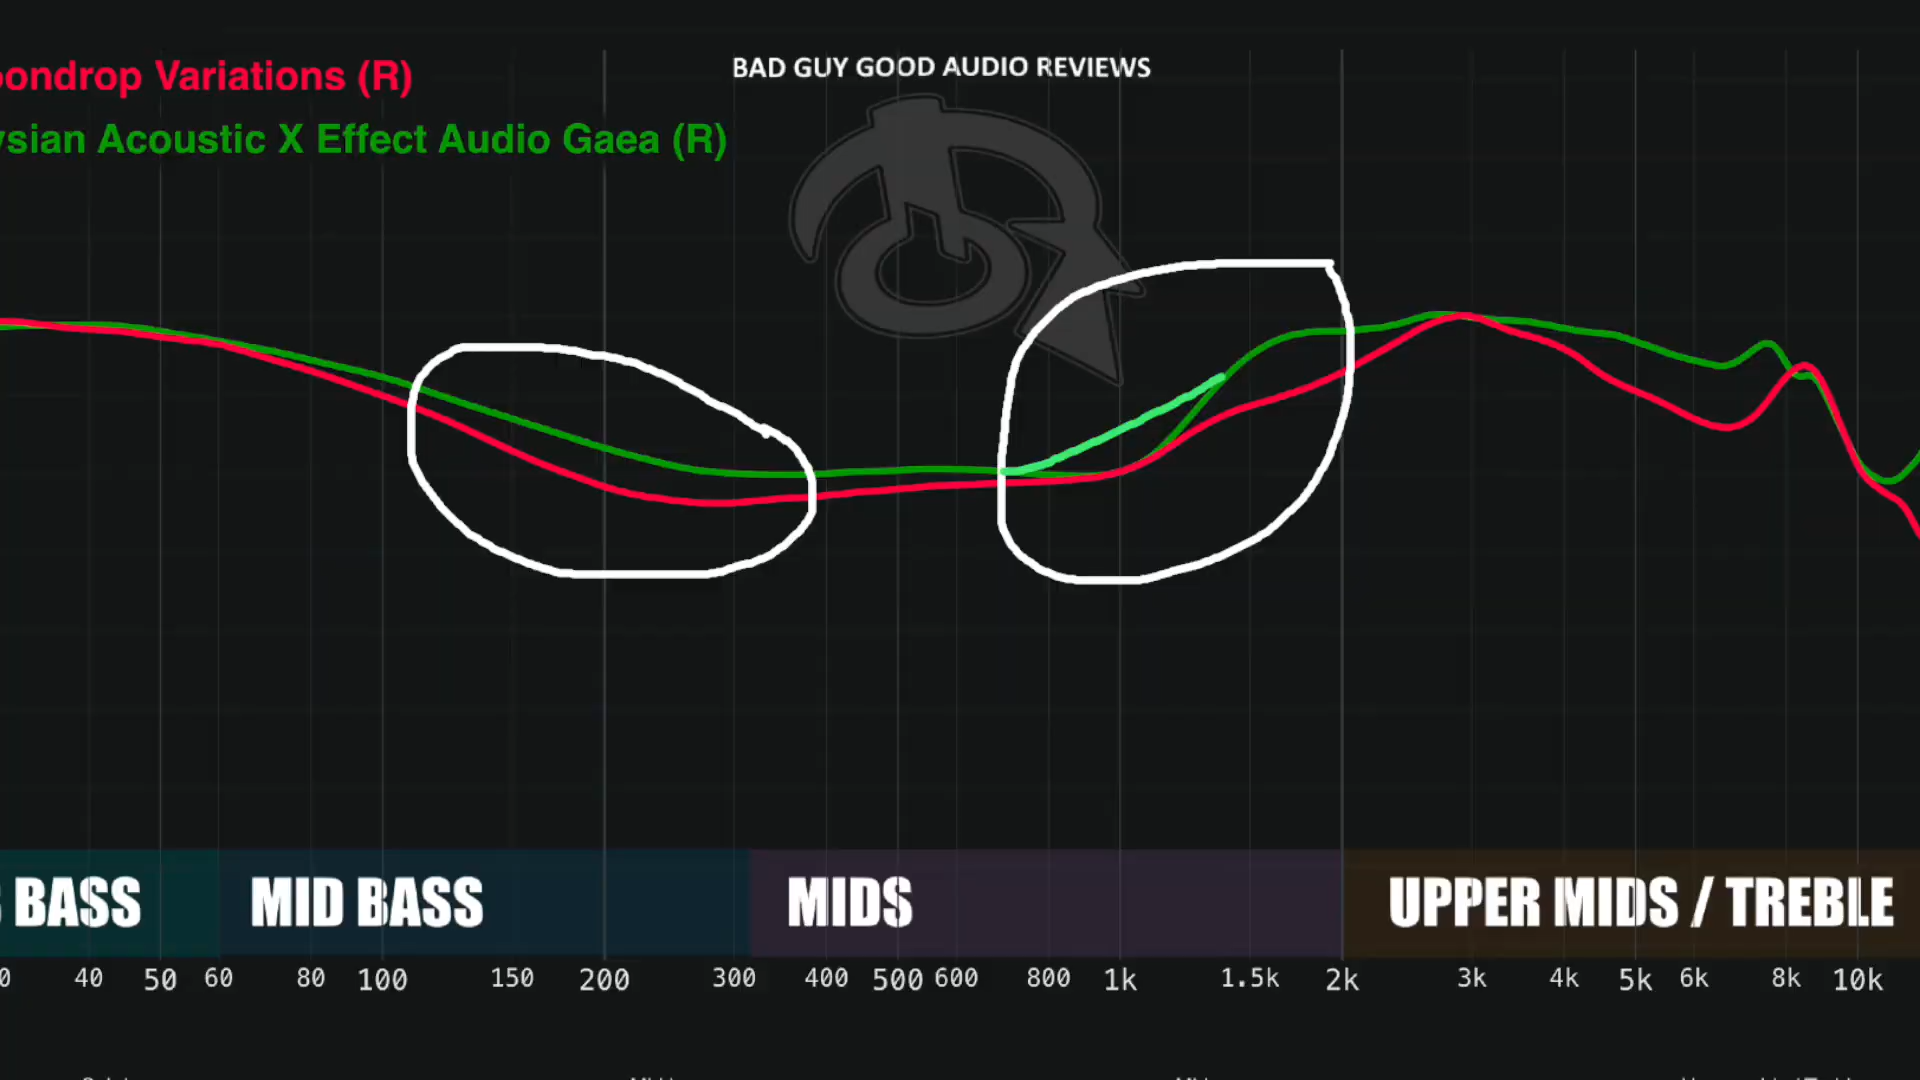 BAD GUY GOOD AUDIO REVIEWS
Variations (R)
Acoustic X Effect Audio Gaea (R)
BASS MID BASS MIDS UPPER MIDS / TREBLE
40 50 60 80 100 150 200 300 400 500 600 800 1k 1.5k 2k 3k 4k 5k 6k 8k 10k